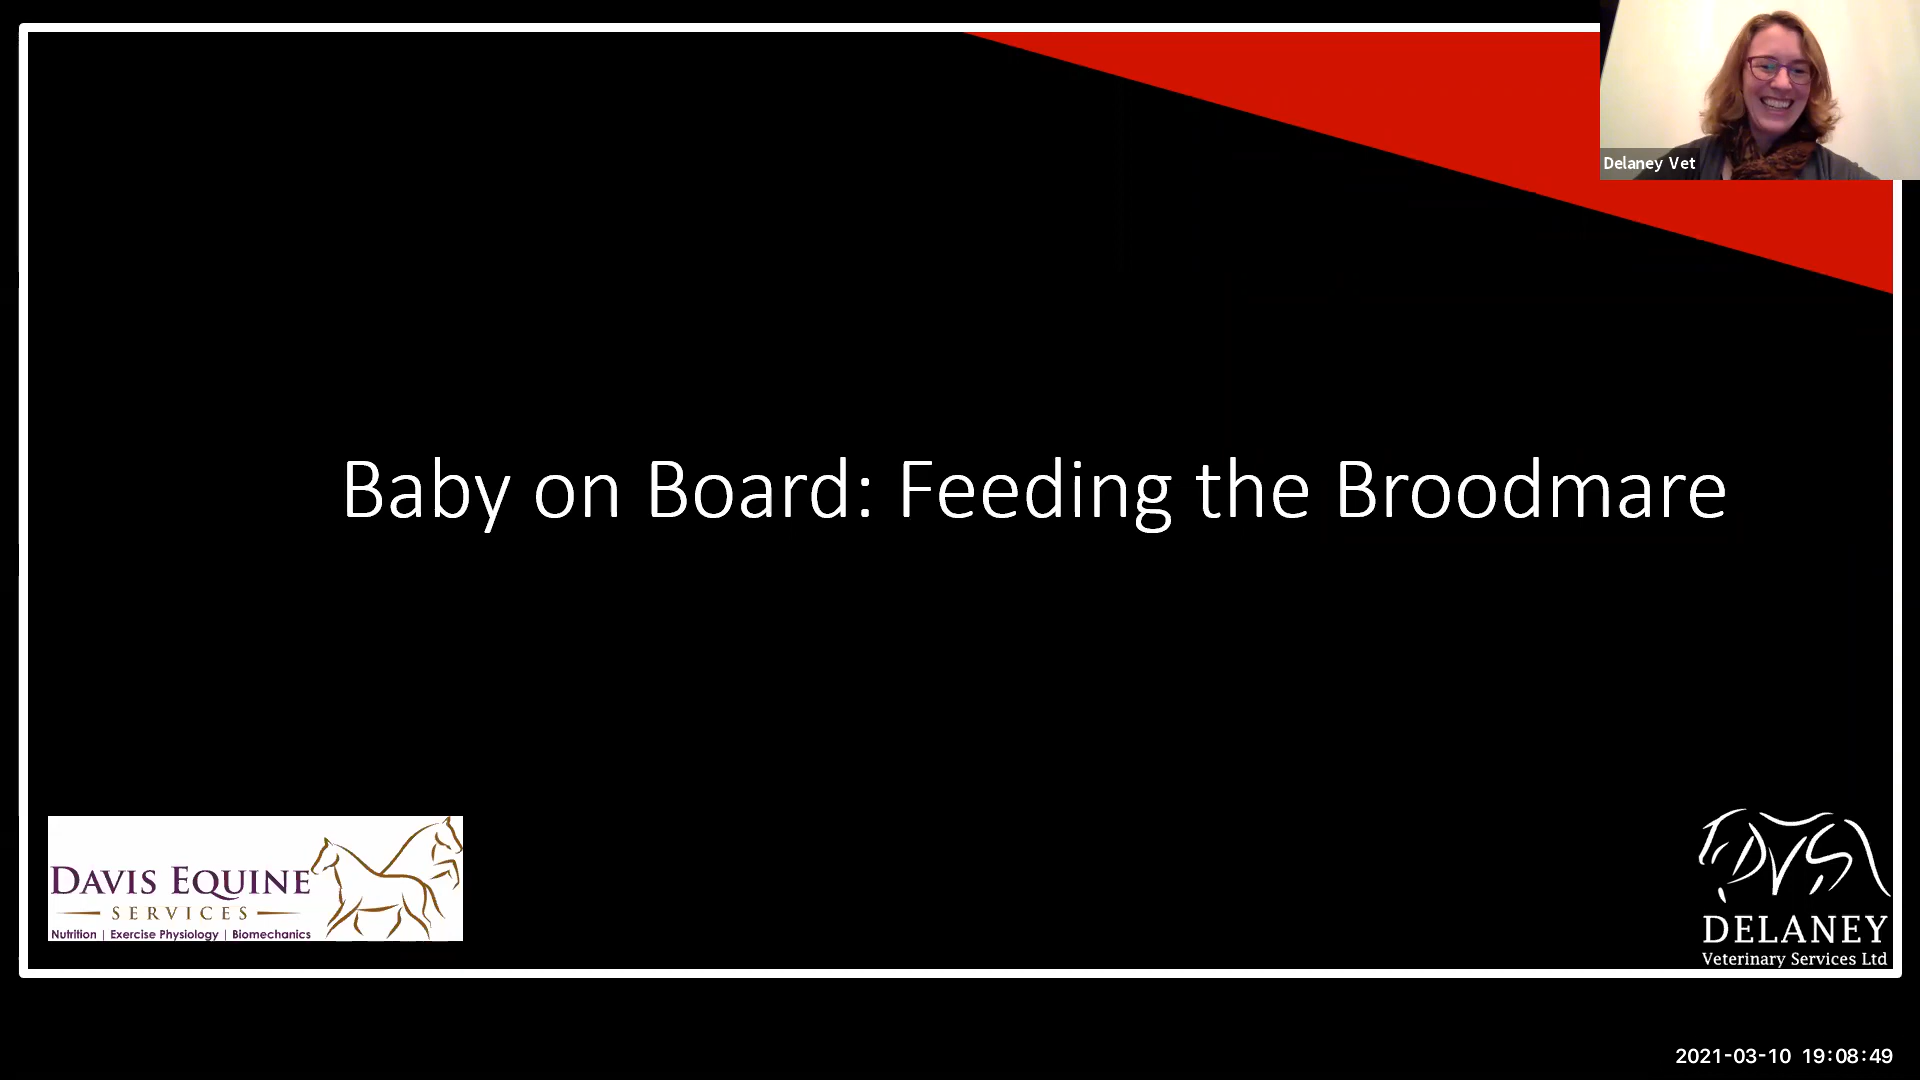 Delaney Vet
Baby on Board: Feeding the Broodmare
DAVIS EQUINE
SERVICES
Nutrition | Exercise Physiology | Biomechanics
DVS
DELANEY
Veterinary Services Ltd
2021-03-10 19:08:49